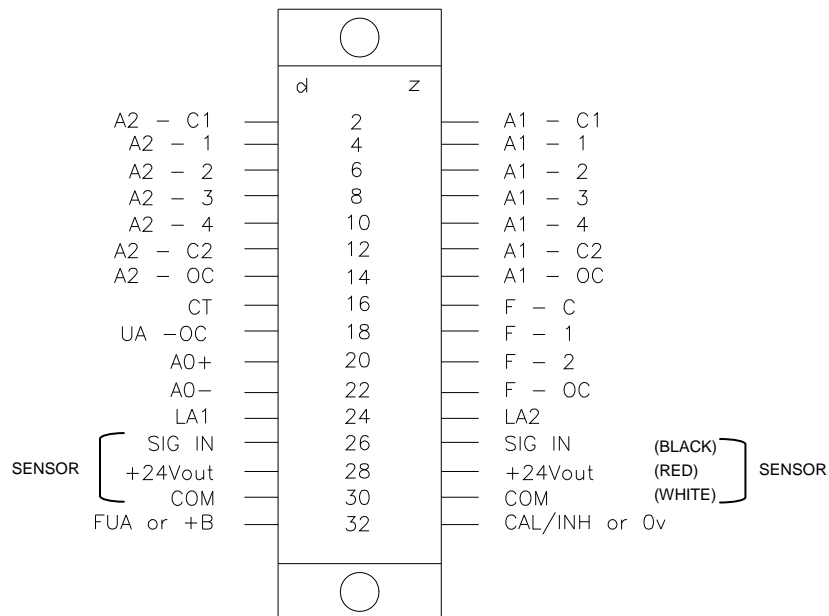 d z
A2 - C1 2 A1 - C1
A2 - 1 4 A1 - 1
A2 - 2 6 A1 - 2
A2 - 3 8 A1 - 3
A2 - 4 10 A1 - 4
A2 - C2 12 A1 - C2
A2 - OC 14 A1 - OC
CT 16 F - C
UA -OC 18 F - 1
AO+ 20 F - 2
AO- 22 F - OC
LA1 24 LA2
SIG IN 26 SIG IN (BLACK)
SENSOR +24Vout 28 +24Vout (RED) SENSOR
COM 30 COM (WHITE)
FUA or +B 32 CAL/INH or 0v